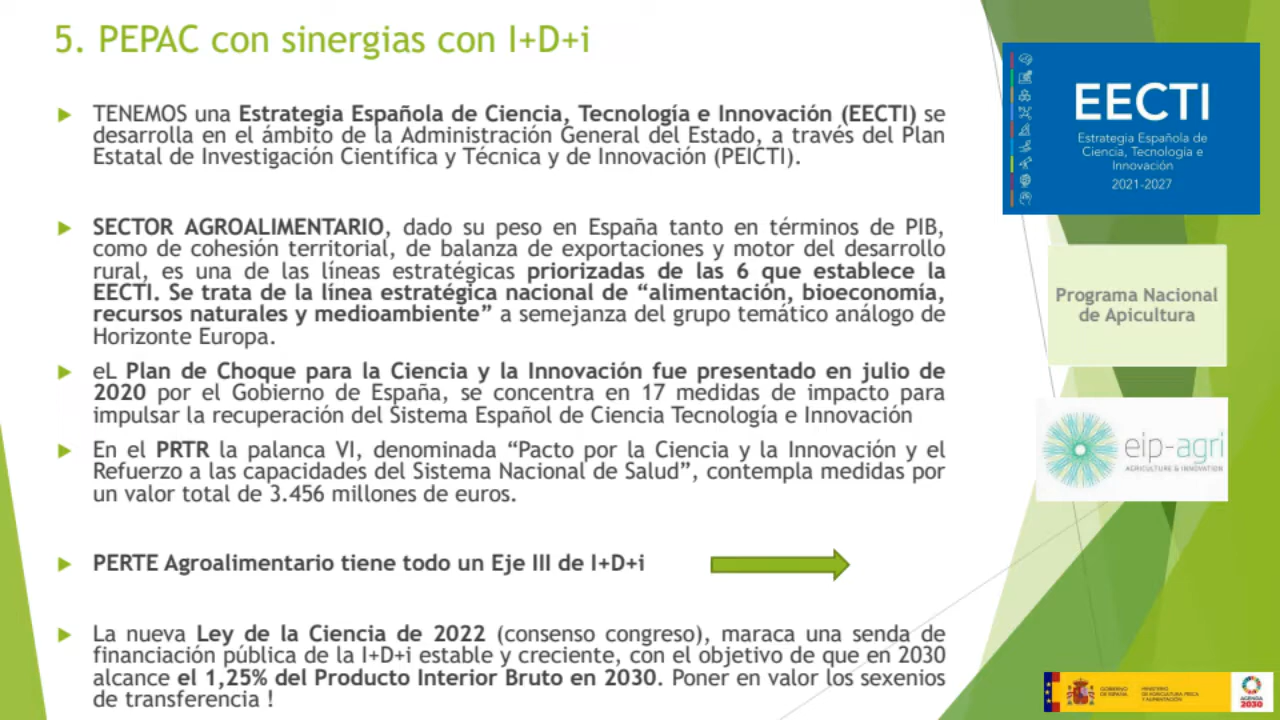 5. PEPAC con sinergias con I+D+i
TENEMOS una Estrategia Española de Ciencia, Tecnología e Innovación (EECTI) se
desarrolla en el ámbito de la Administración General del Estado, a través del Plan
Estatal de Investigación Científica y Técnica y de Innovación (PEICTI).
SECTOR AGROALIMENTARIO, dado su peso en España tanto en términos de PIB,
como de cohesión territorial, de balanza de exportaciones y motor del desarrollo
rural, es una de las líneas estratégicas priorizadas de las 6 que establece la
EECTI. Se trata de la línea estratégica nacional de “alimentación, bioeconomía,
recursos naturales y medioambiente” a semejanza del grupo temático análogo de
Horizonte Europa.
eL Plan de Choque para la Ciencia y la Innovación fue presentado en julio de
2020 por el Gobierno de España, se concentra en 17 medidas de impacto para
impulsar la recuperación del Sistema Español de Ciencia Tecnología e Innovación
En el PRTR la palanca VI, denominada “Pacto por la Ciencia y la Innovación y el
Refuerzo a las capacidades del Sistema Nacional de Salud”, contempla medidas por
un valor total de 3.456 millones de euros.
PERTE Agroalimentario tiene todo un Eje III de I+D+i
La nueva Ley de la Ciencia de 2022 (consenso congreso), maraca una senda de
financiación pública de la I+D+i estable y creciente, con el objetivo de que en 2030
alcance el 1,25% del Producto Interior Bruto en 2030. Poner en valor los sexenios
de transferencia !
EECTI
Estrategia Española de
Ciencia, Tecnología e
Innovación
2021-2027
Programa Nacional
de Apicultura
eip-agri
AGRICULTURE & INNOVATION
GOBIERNO
DE ESPAÑA
MINISTERIO
DE AGRICULTURA, PESCA
Y ALIMENTACIÓN
AGENDA
2030